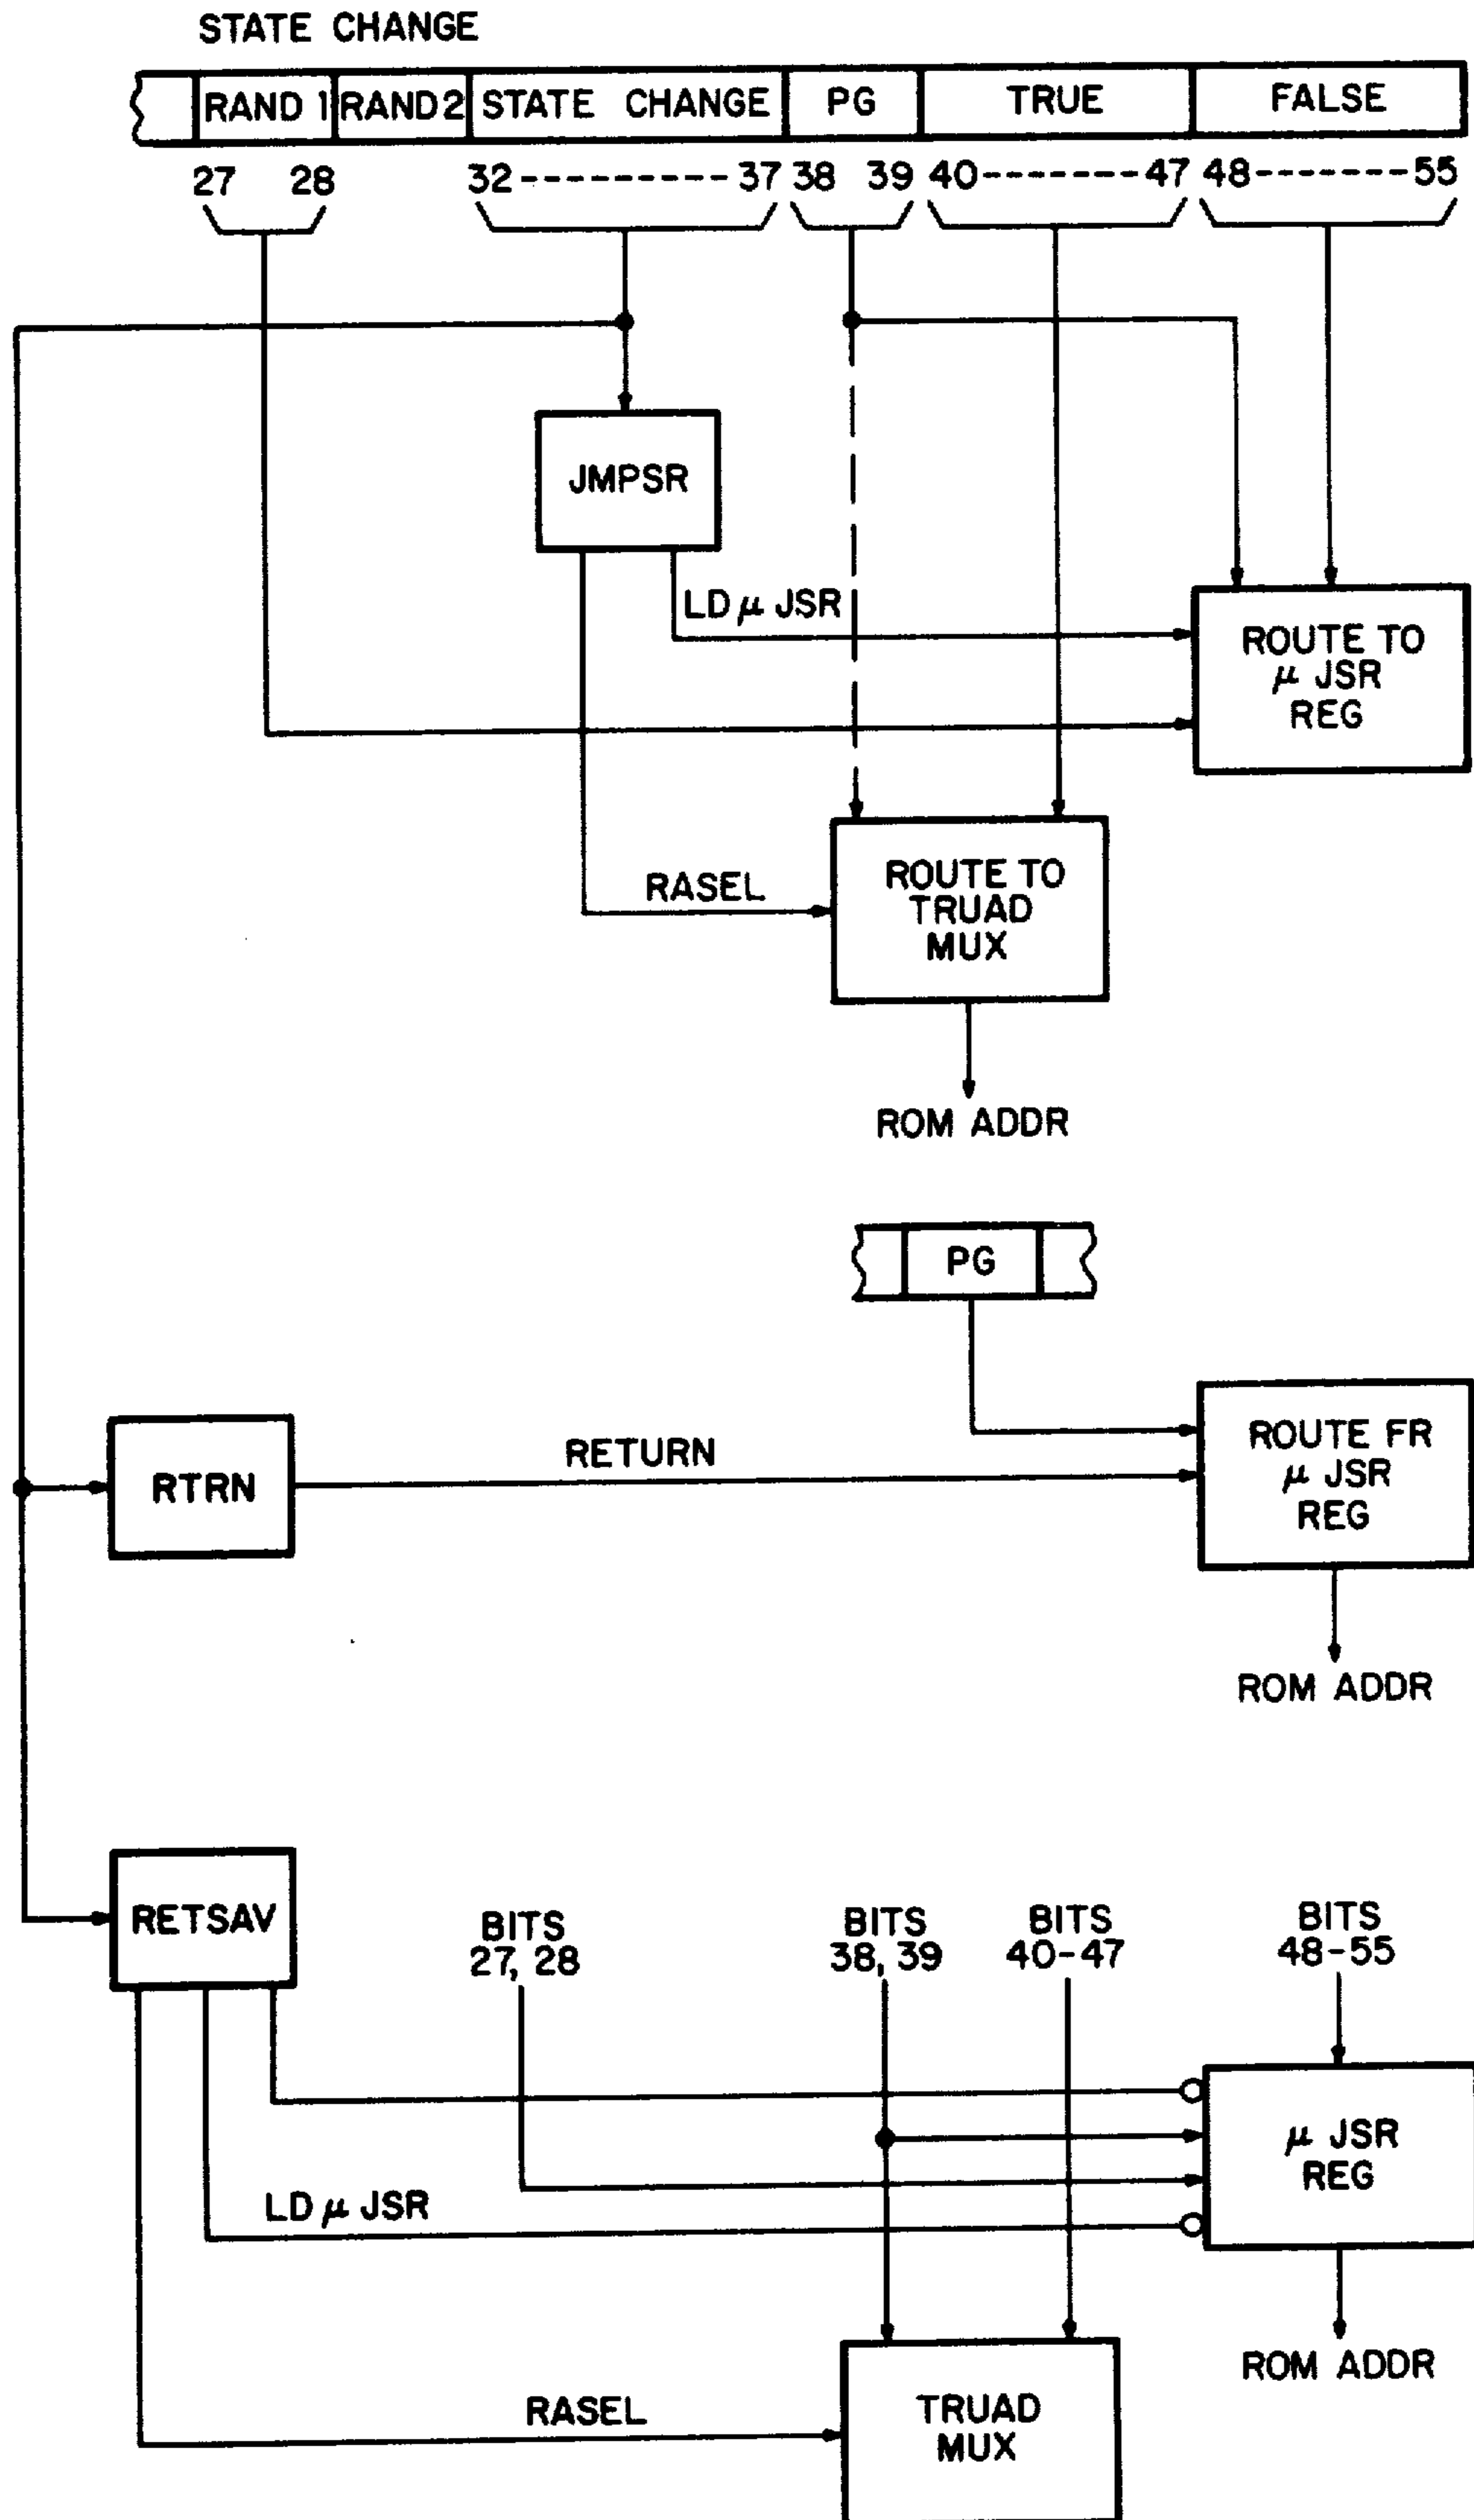 STATE CHANGE
RAND 1 RAND 2 STATE CHANGE PG TRUE FALSE
27 28 32----------37 38 39 40-------47 48-------55
JMPSR
LD μ JSR
ROUTE TO
μ JSR
REG
RASEL
ROUTE TO
TRUAD
MUX
ROM ADDR
PG
RTRN
RETURN
ROUTE FR
μ JSR
REG
ROM ADDR
RETSAV
BITS
27, 28
BITS
38, 39
BITS
40-47
BITS
48-55
LD μ JSR
μ JSR
REG
ROM ADDR
RASEL
TRUAD
MUX